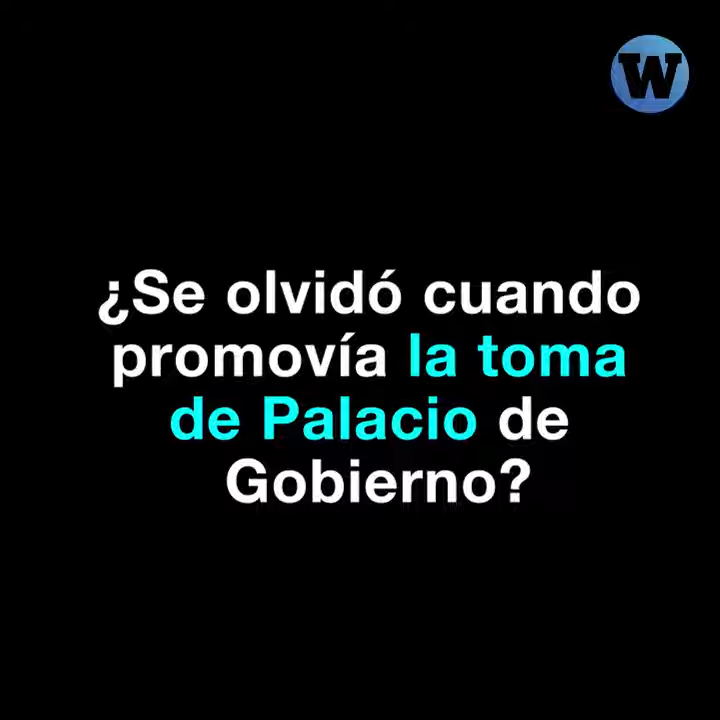 W
¿Se olvidó cuando
promovía la toma
de Palacio de
Gobierno?